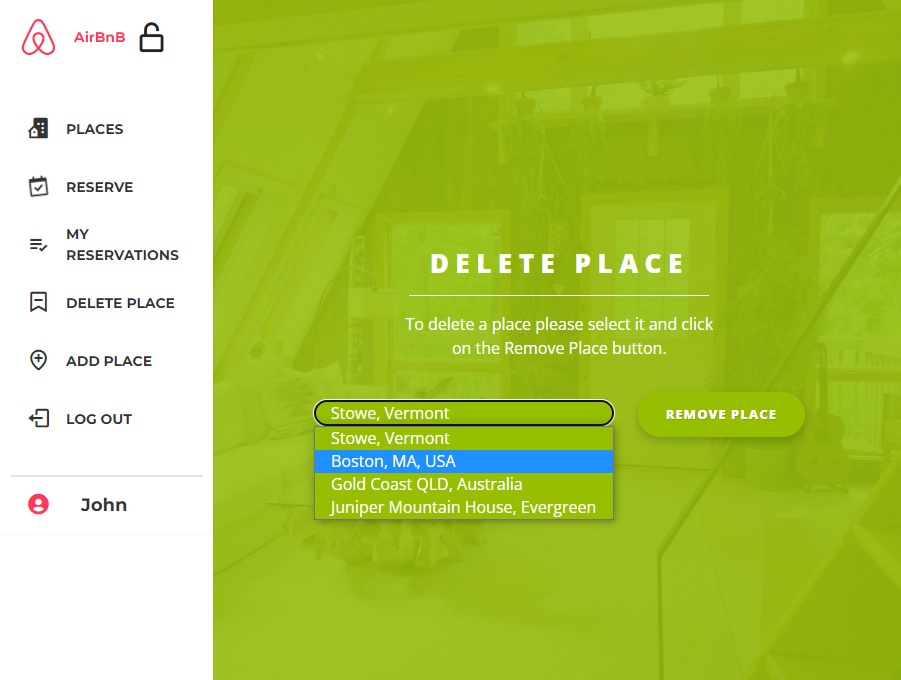 AirBnB
PLACES
RESERVE
MY
RESERVATIONS
DELETE PLACE
ADD PLACE
LOG OUT
John
DELETE PLACE
To delete a place please select it and click
on the Remove Place button.
Stowe, Vermont
REMOVE PLACE
Stowe, Vermont
Boston, MA, USA
Gold Coast QLD, Australia
Juniper Mountain House, Evergreen